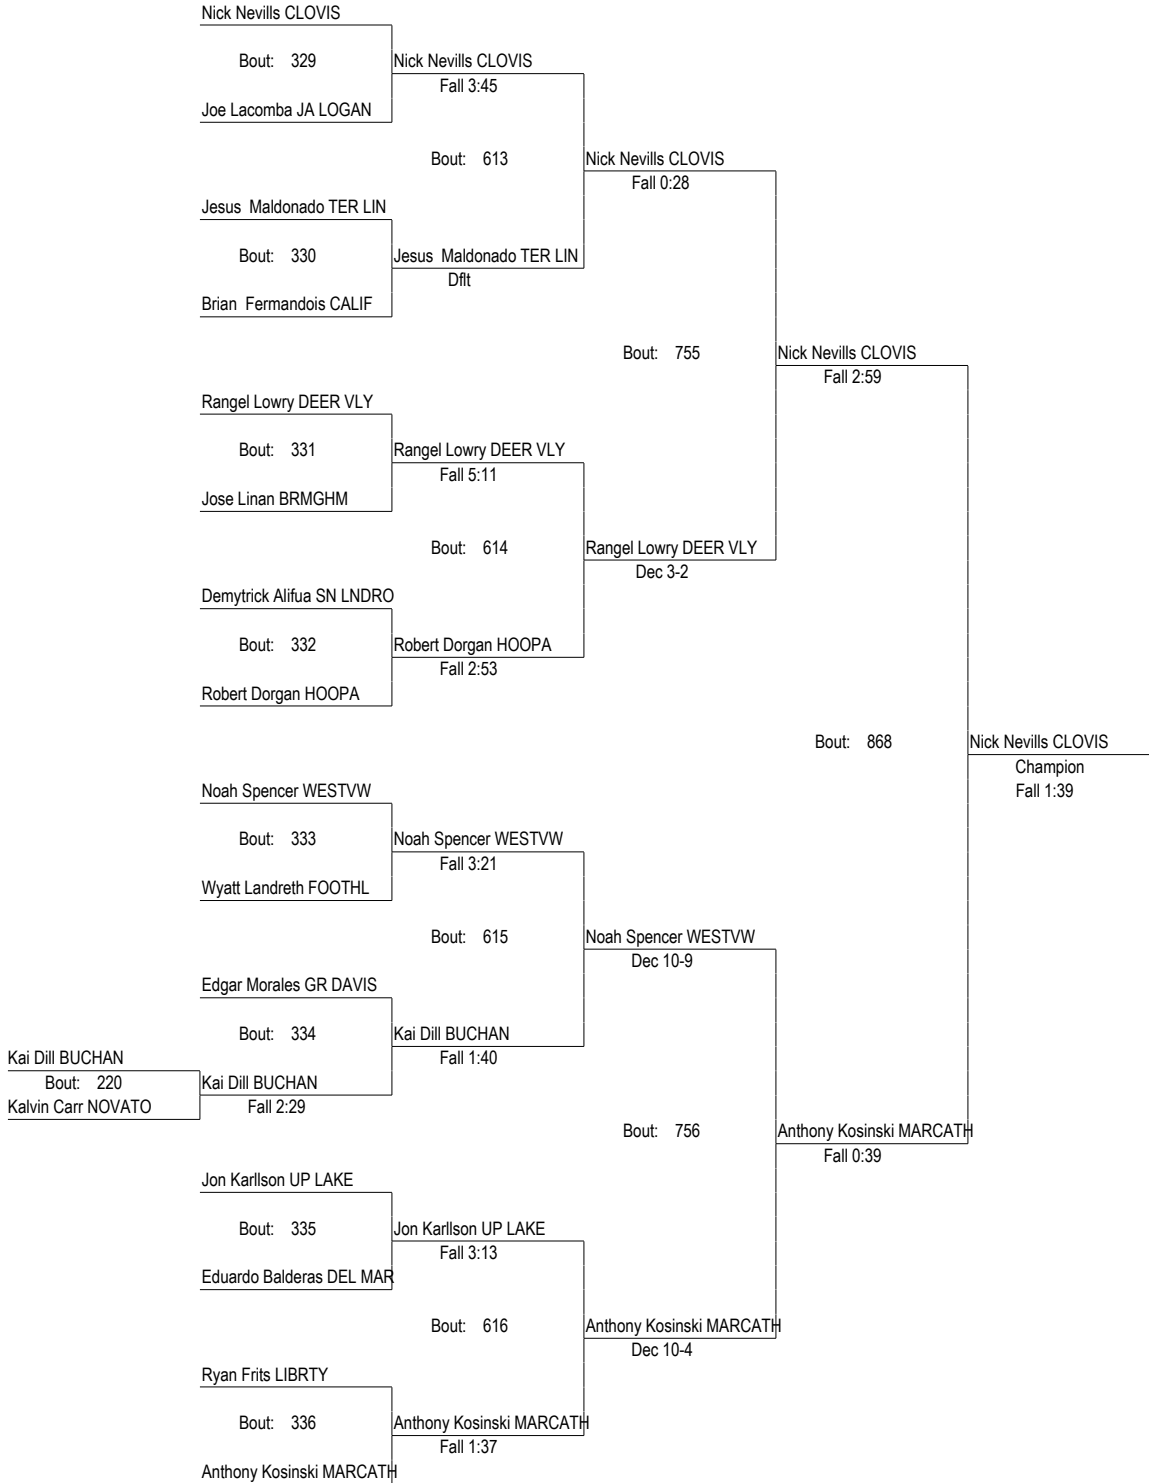 Nick Nevills CLOVIS
Bout: 329
Nick Nevills CLOVIS
Fall 3:45
Joe Lacomba JA LOGAN
Bout: 613
Nick Nevills CLOVIS
Fall 0:28
Jesus  Maldonado TER LIN
Bout: 330
Jesus  Maldonado TER LIN
Dflt
Brian  Fermandois CALIF
Bout: 755
Nick Nevills CLOVIS
Fall 2:59
Rangel Lowry DEER VLY
Bout: 331
Rangel Lowry DEER VLY
Fall 5:11
Jose Linan BRMGHM
Bout: 614
Rangel Lowry DEER VLY
Dec 3-2
Demytrick Alifua SN LNDRO
Bout: 332
Robert Dorgan HOOPA
Fall 2:53
Robert Dorgan HOOPA
Bout: 868
Nick Nevills CLOVIS
Champion
Fall 1:39
Noah Spencer WESTVW
Bout: 333
Noah Spencer WESTVW
Fall 3:21
Wyatt Landreth FOOTHL
Bout: 615
Noah Spencer WESTVW
Dec 10-9
Edgar Morales GR DAVIS
Bout: 334
Kai Dill BUCHAN
Fall 1:40
Kai Dill BUCHAN
Bout: 220
Kai Dill BUCHAN
Kalvin Carr NOVATO
Fall 2:29
Bout: 756
Anthony Kosinski MARCATH
Fall 0:39
Jon Karllson UP LAKE
Bout: 335
Jon Karllson UP LAKE
Fall 3:13
Eduardo Balderas DEL MAR
Bout: 616
Anthony Kosinski MARCATH
Dec 10-4
Ryan Frits LIBRTY
Bout: 336
Anthony Kosinski MARCATH
Fall 1:37
Anthony Kosinski MARCATH